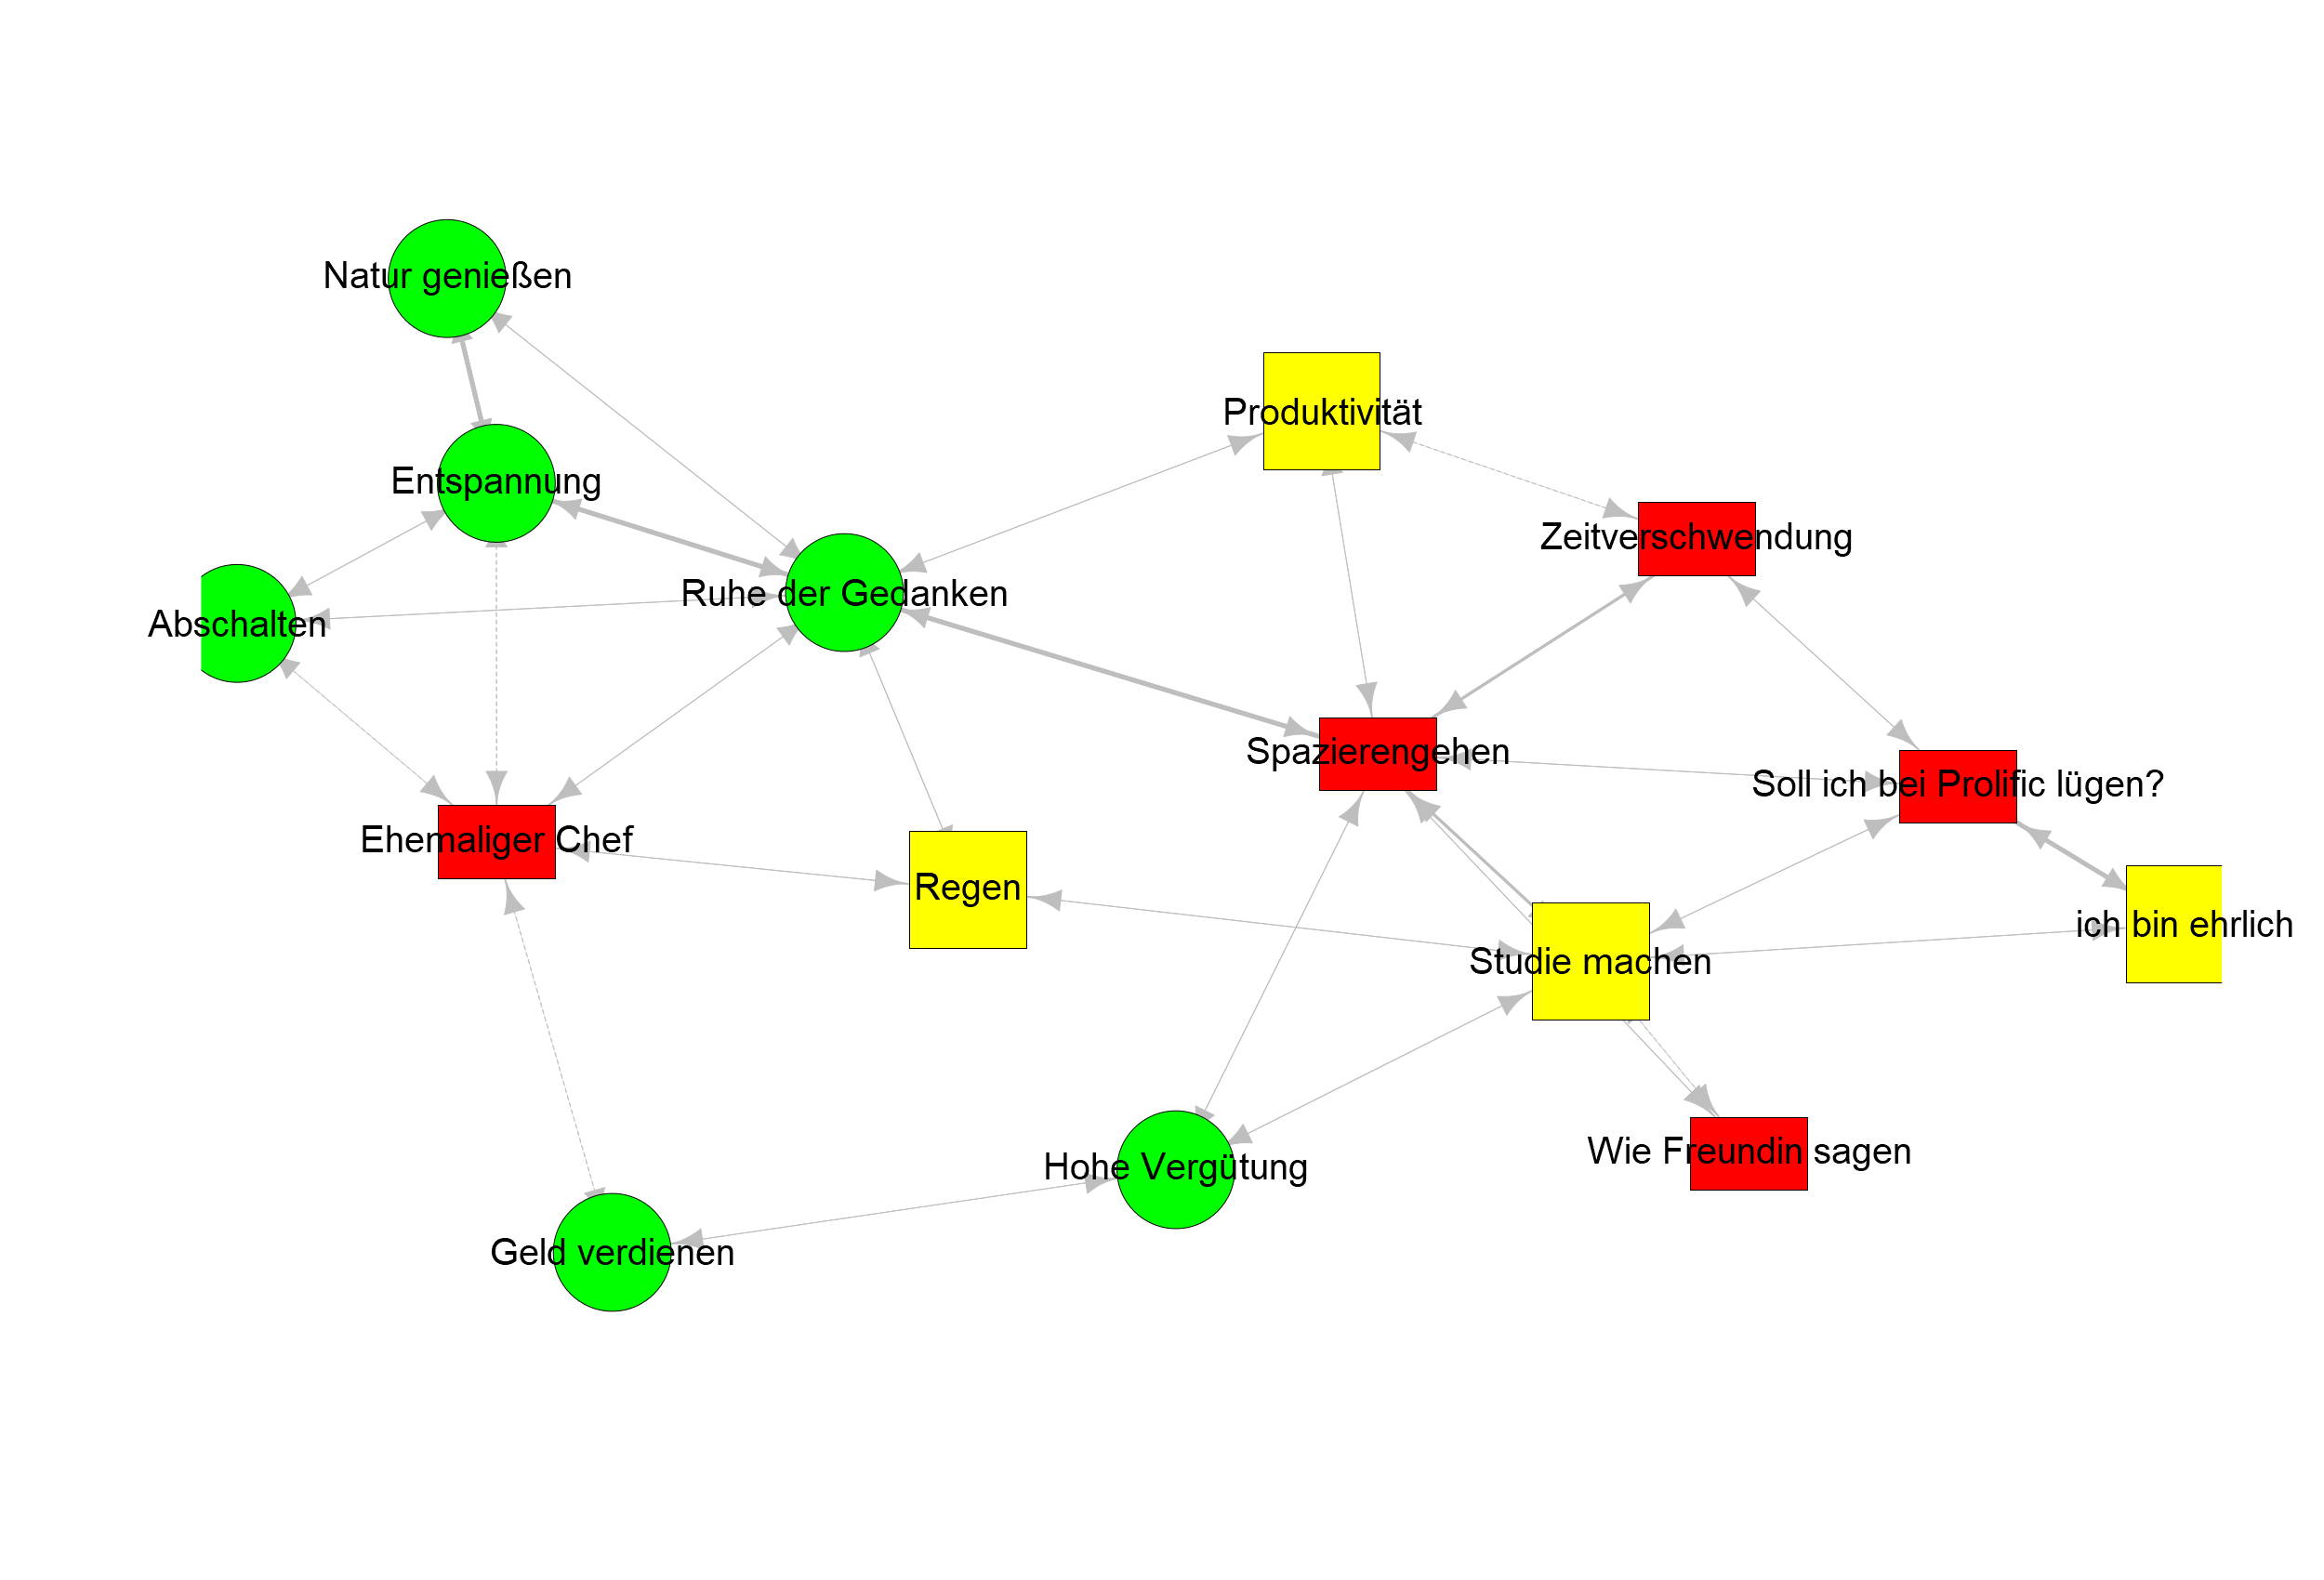 Natur genießen
Produktivität
Entspannung
Zeitverschwendung
Ruhe der Gedanken
Abschalten
Spazierengehen
Soll ich bei Prolific lügen?
Ehemaliger Chef
Regen
ich bin ehrlich
Studie machen
Wie Freundin sagen
Hohe Vergütung
Geld verdienen